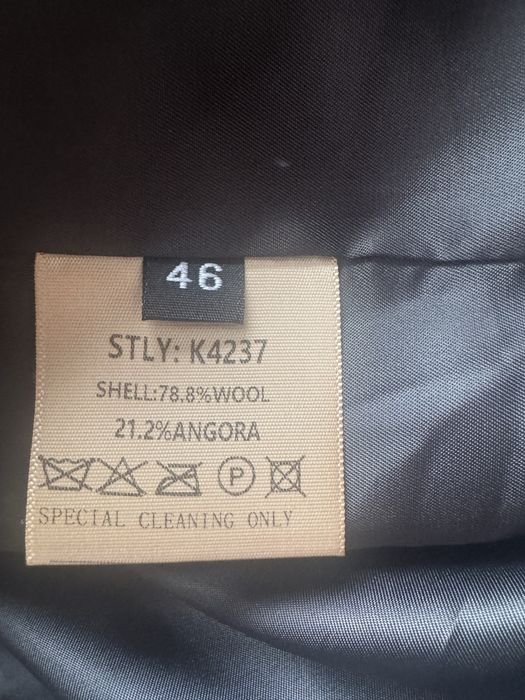 46
STLY: K4237
SHELL:78.8%WOOL
21.2%ANGORA
P
SPECIAL CLEANING ONLY